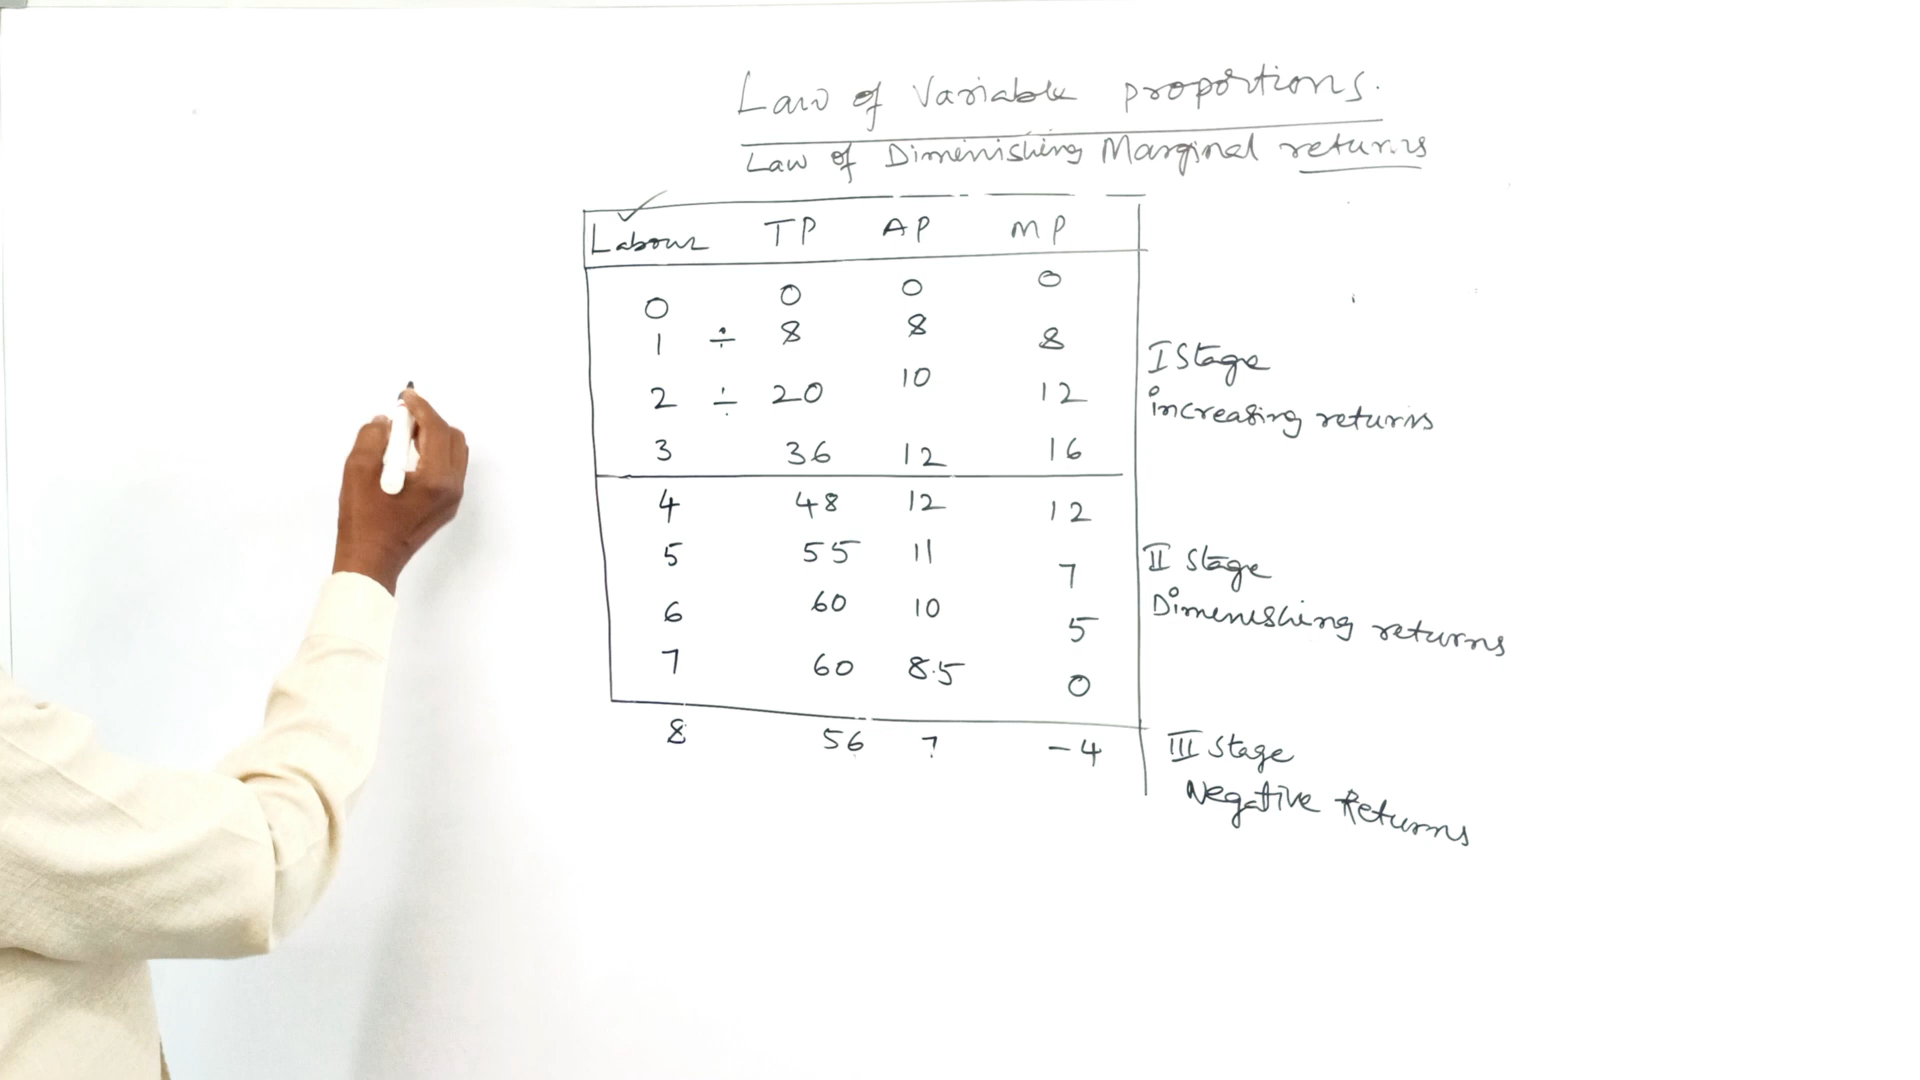 Law of Variable proportions.
Law of Dimenishing Marginal returns
Labour TP AP MP
0 0 0 0
1 ÷ 8 8 8
2 ÷ 20 10 12
3 36 12 16
I Stage
increasing returns
4 48 12 12
5 55 11 7
6 60 10 5
7 60 8.5 0
II Stage
Dimenishing returns
8 56 7 -4
III Stage
Negative Returns